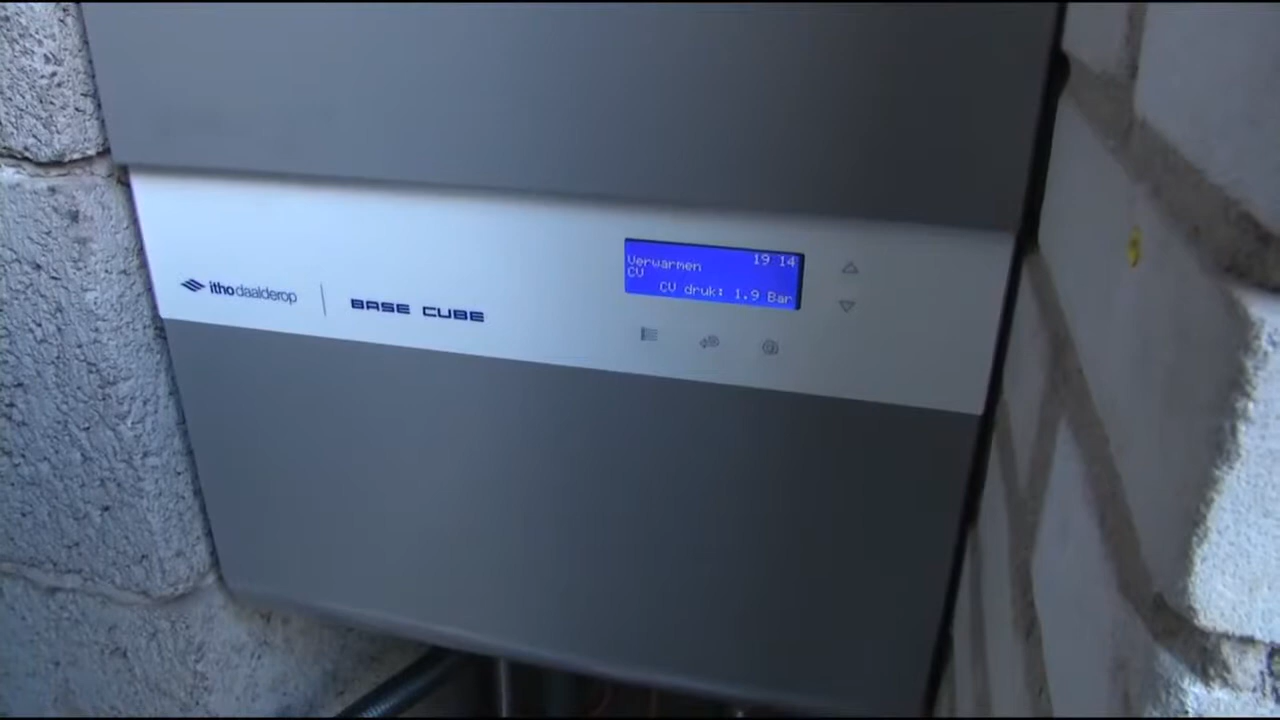 ithodaalderop
BASE CUBE
19 14
Verwarmen
CV
CV druk: 1.9 Bar